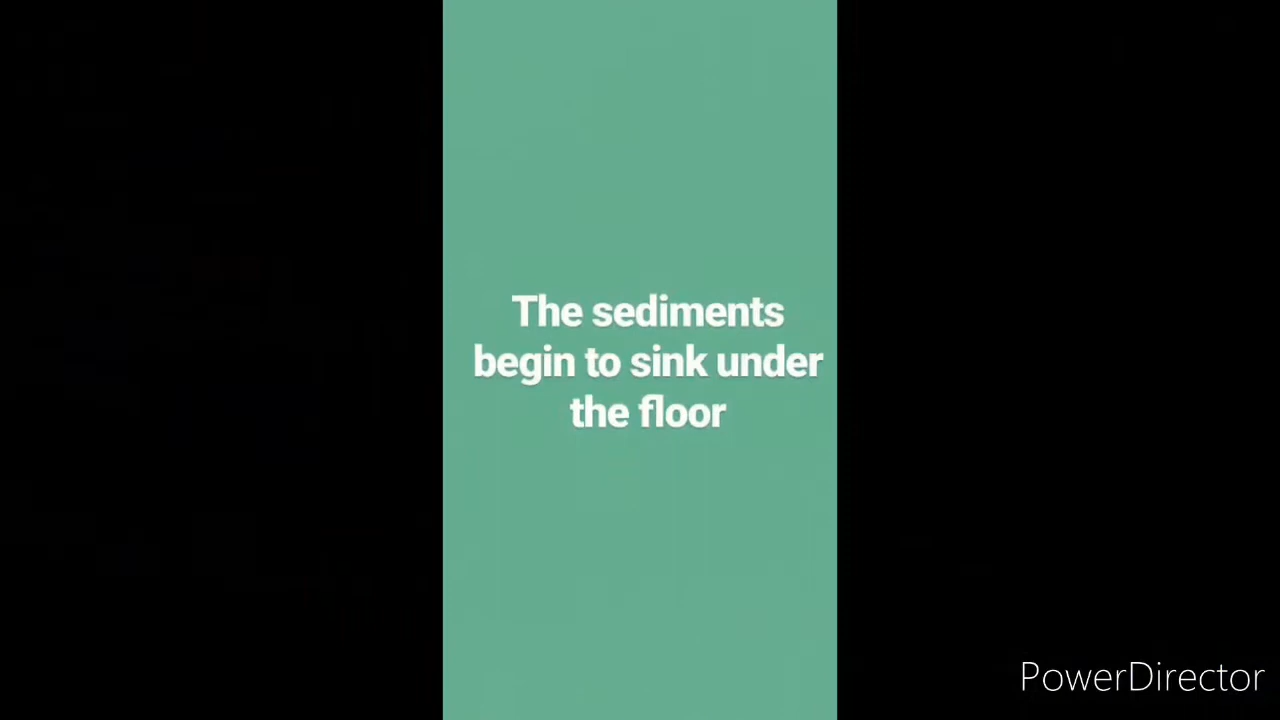 The sediments
begin to sink under
the floor
PowerDirector